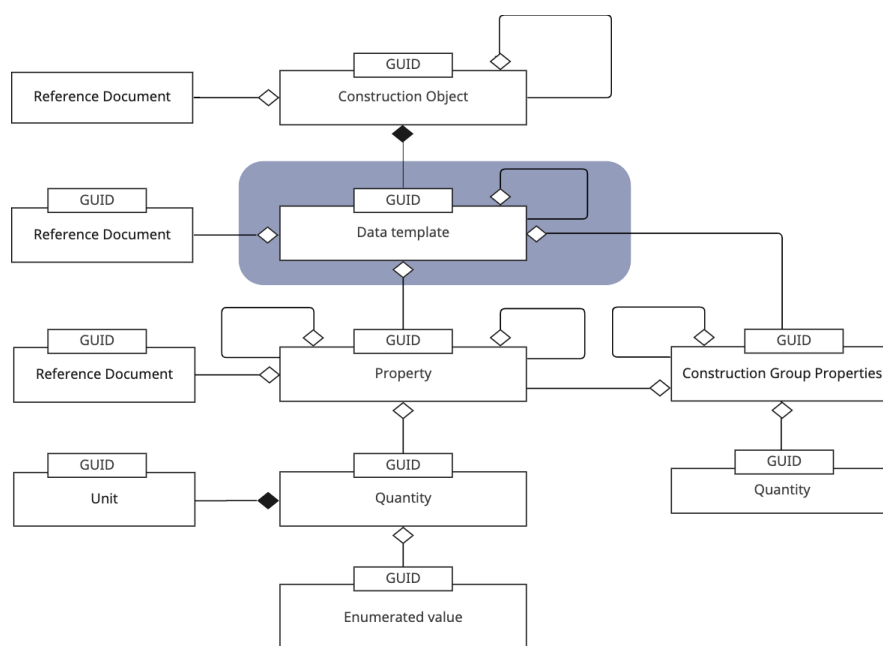 GUID
Reference Document
Construction Object
GUID
GUID
Reference Document
Data template
GUID
GUID
GUID
Reference Document
Property
Construction Group Properties
GUID
GUID
GUID
Unit
Quantity
Quantity
GUID
Enumerated value